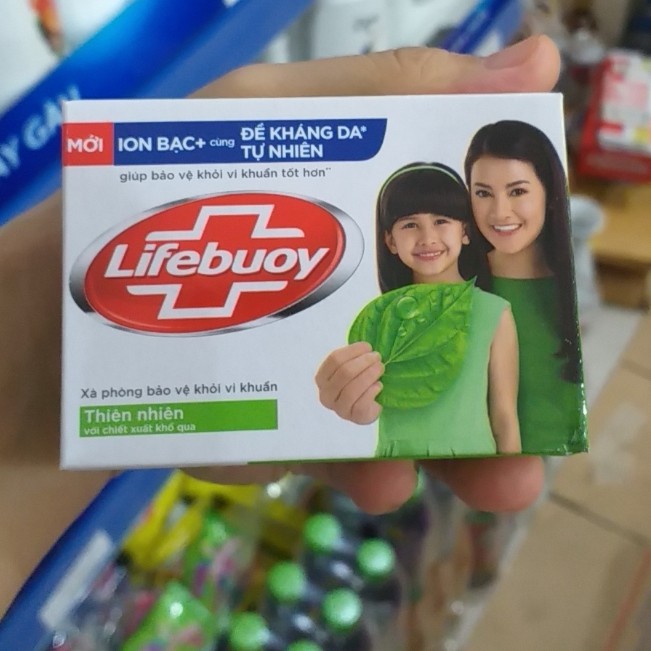 MỚI
ION BẠC+ cùng ĐỀ KHÁNG DA*
TỰ NHIÊN
giúp bảo vệ khỏi vi khuẩn tốt hơn**
Lifebuoy
Xà phòng bảo vệ khỏi vi khuẩn
Thiên nhiên
với chiết xuất khổ qua